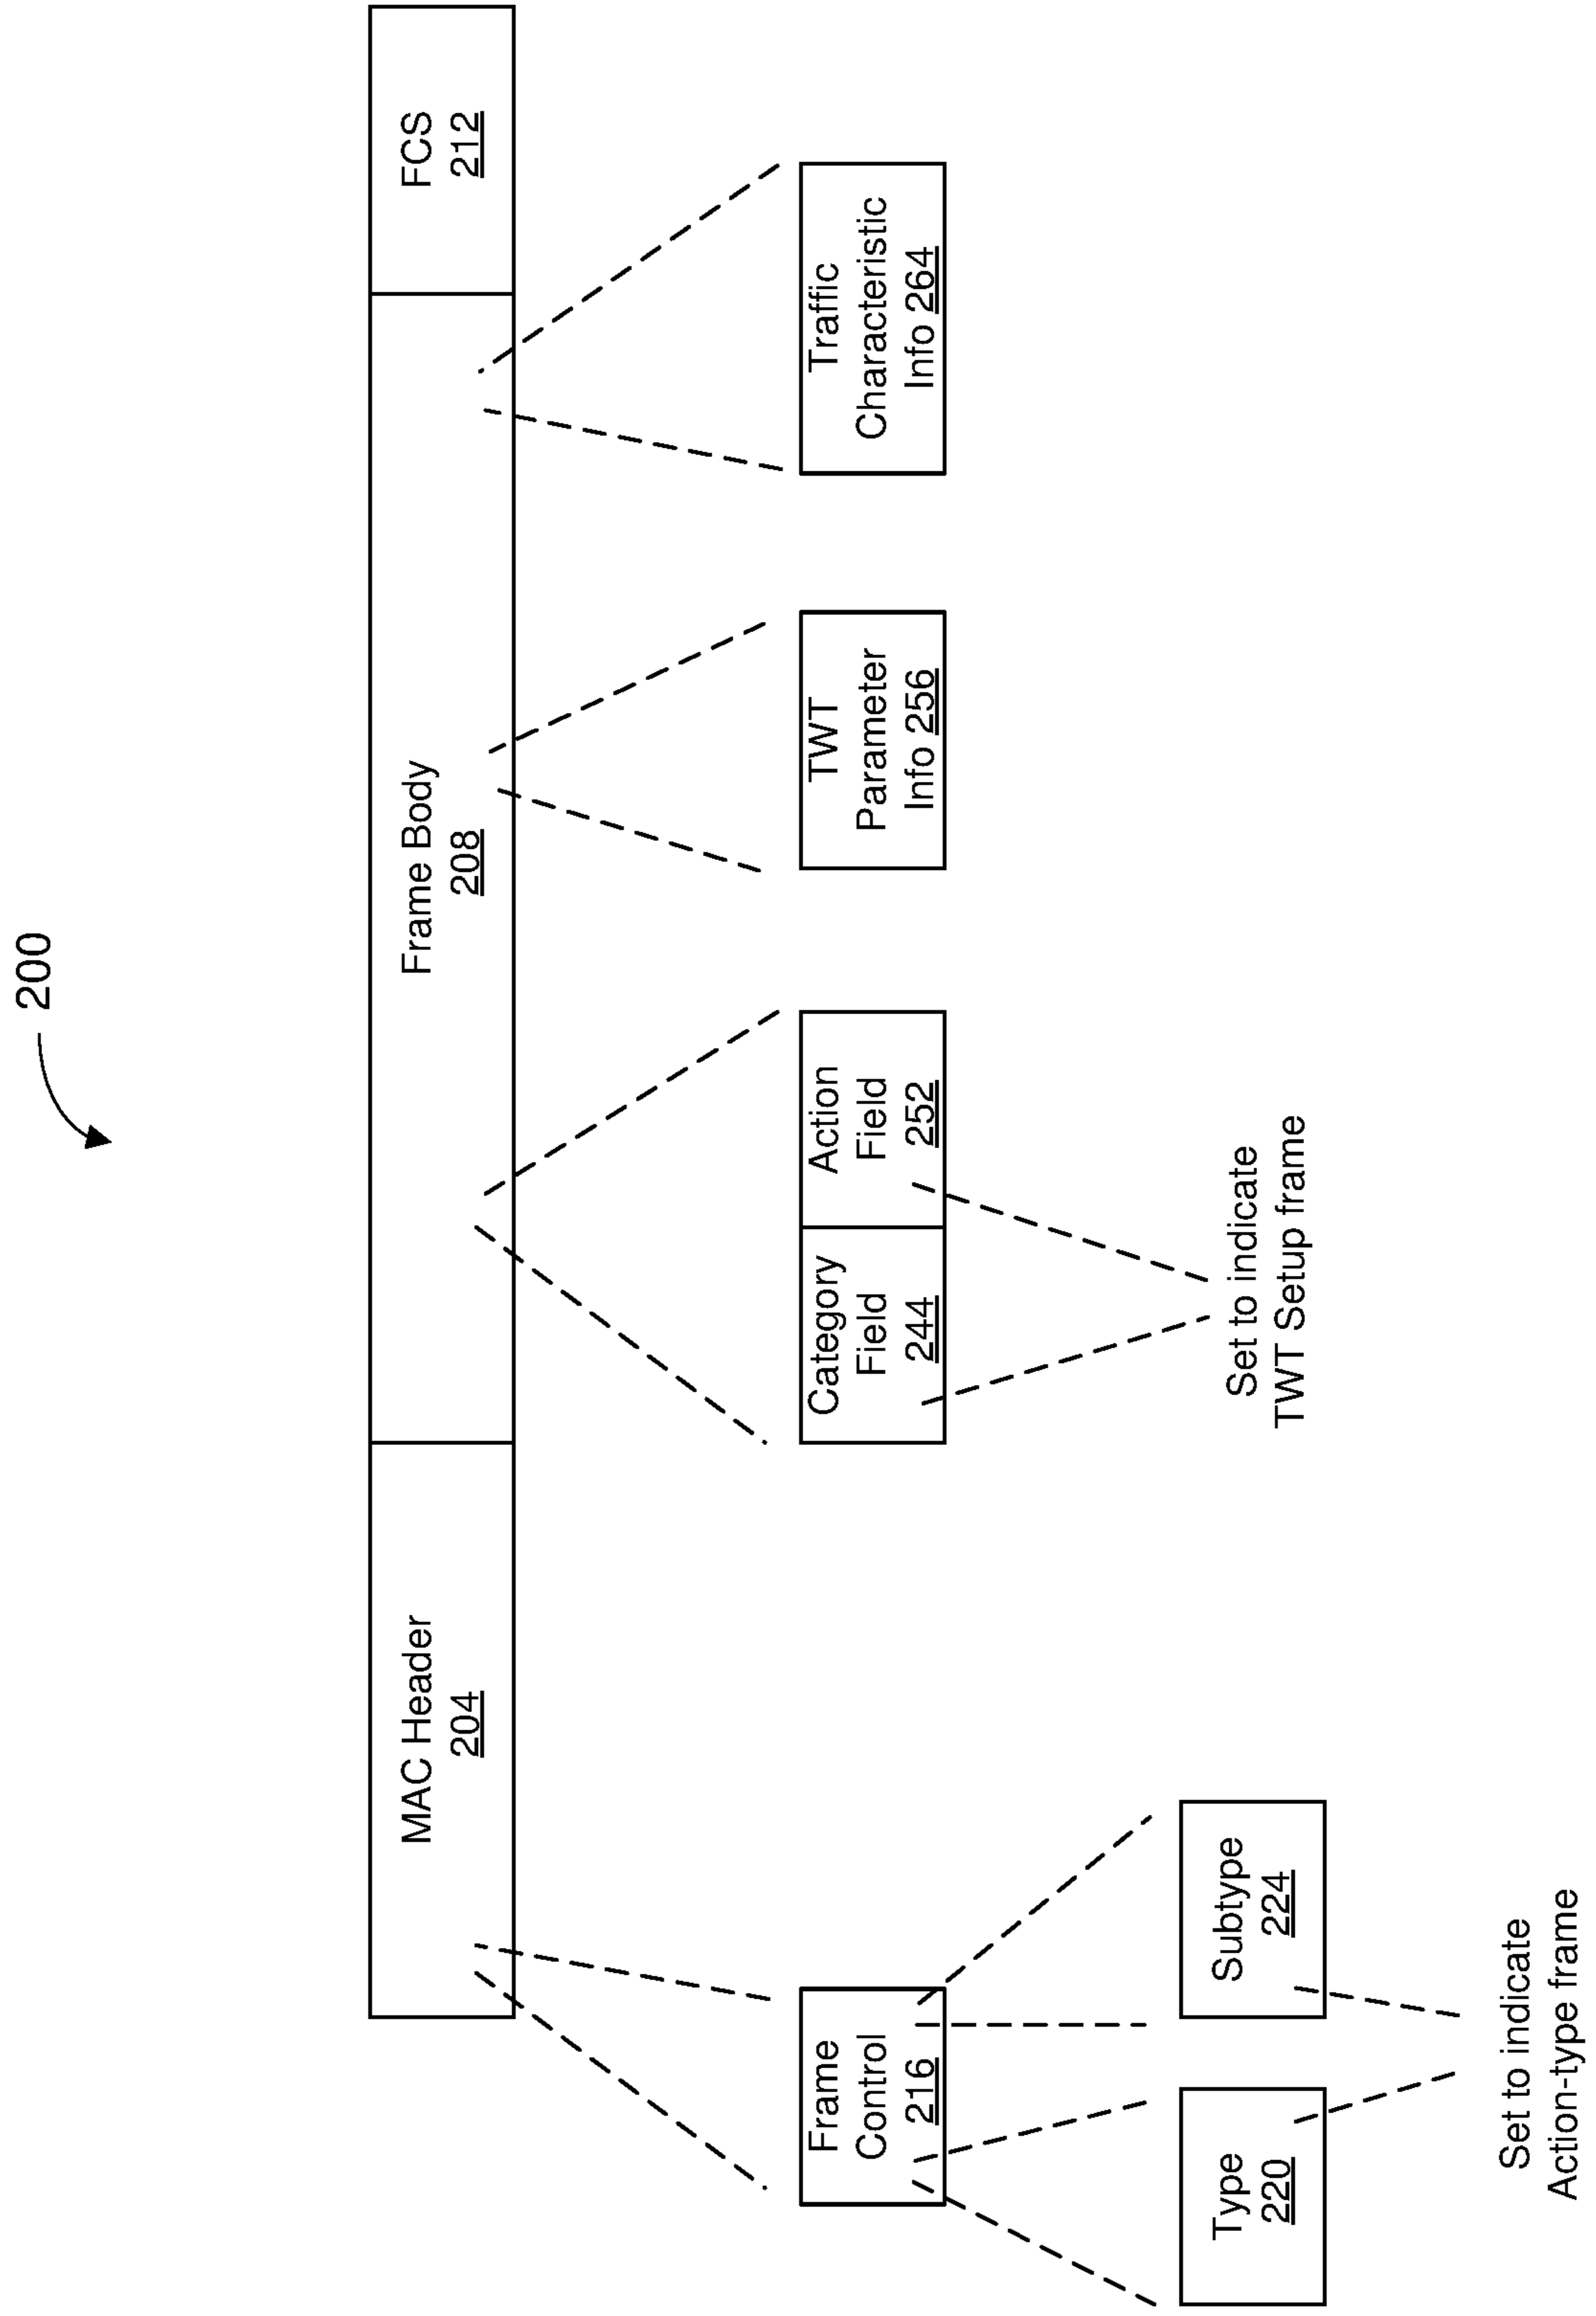 200
MAC Header
204
Frame Body
208
FCS
212
Frame
Control
216
Category
Field
244
Action
Field
252
TWT
Parameter
Info 256
Traffic
Characteristic
Info 264
Type
220
Subtype
224
Set to indicate
TWT Setup frame
Set to indicate
Action-type frame